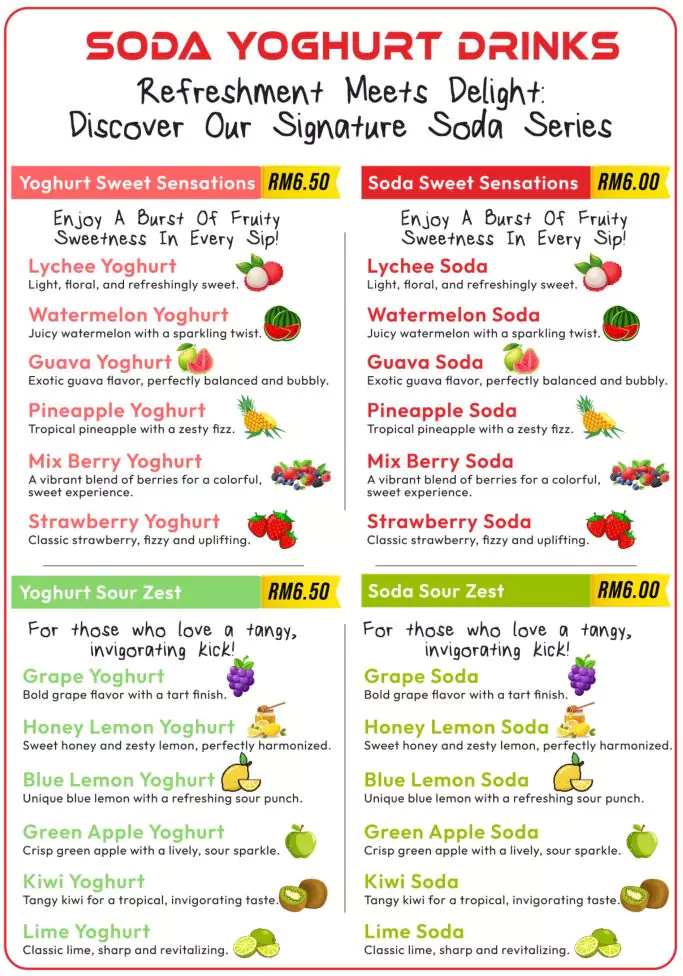 SODA YOGHURT DRINKS
Refreshment Meets Delight:
Discover Our Signature Soda Series
Yoghurt Sweet Sensations RM6.50
Enjoy A Burst Of Fruity
Sweetness In Every Sip!
Lychee Yoghurt
Light, floral, and refreshingly sweet.
Watermelon Yoghurt
Juicy watermelon with a sparkling twist.
Guava Yoghurt
Exotic guava flavor, perfectly balanced and bubbly.
Pineapple Yoghurt
Tropical pineapple with a zesty fizz.
Mix Berry Yoghurt
A vibrant blend of berries for a colorful,
sweet experience.
Strawberry Yoghurt
Classic strawberry, fizzy and uplifting.
Soda Sweet Sensations RM6.00
Enjoy A Burst Of Fruity
Sweetness In Every Sip!
Lychee Soda
Light, floral, and refreshingly sweet.
Watermelon Soda
Juicy watermelon with a sparkling twist.
Guava Soda
Exotic guava flavor, perfectly balanced and bubbly.
Pineapple Soda
Tropical pineapple with a zesty fizz.
Mix Berry Soda
A vibrant blend of berries for a colorful,
sweet experience.
Strawberry Soda
Classic strawberry, fizzy and uplifting.
Yoghurt Sour Zest RM6.50
For those who love a tangy,
invigorating kick!
Grape Yoghurt
Bold grape flavor with a tart finish.
Honey Lemon Yoghurt
Sweet honey and zesty lemon, perfectly harmonized.
Blue Lemon Yoghurt
Unique blue lemon with a refreshing sour punch.
Green Apple Yoghurt
Crisp green apple with a lively, sour sparkle.
Kiwi Yoghurt
Tangy kiwi for a tropical, invigorating taste.
Lime Yoghurt
Classic lime, sharp and revitalizing.
Soda Sour Zest RM6.00
For those who love a tangy,
invigorating kick!
Grape Soda
Bold grape flavor with a tart finish.
Honey Lemon Soda
Sweet honey and zesty lemon, perfectly harmonized.
Blue Lemon Soda
Unique blue lemon with a refreshing sour punch.
Green Apple Soda
Crisp green apple with a lively, sour sparkle.
Kiwi Soda
Tangy kiwi for a tropical, invigorating taste.
Lime Soda
Classic lime, sharp and revitalizing.